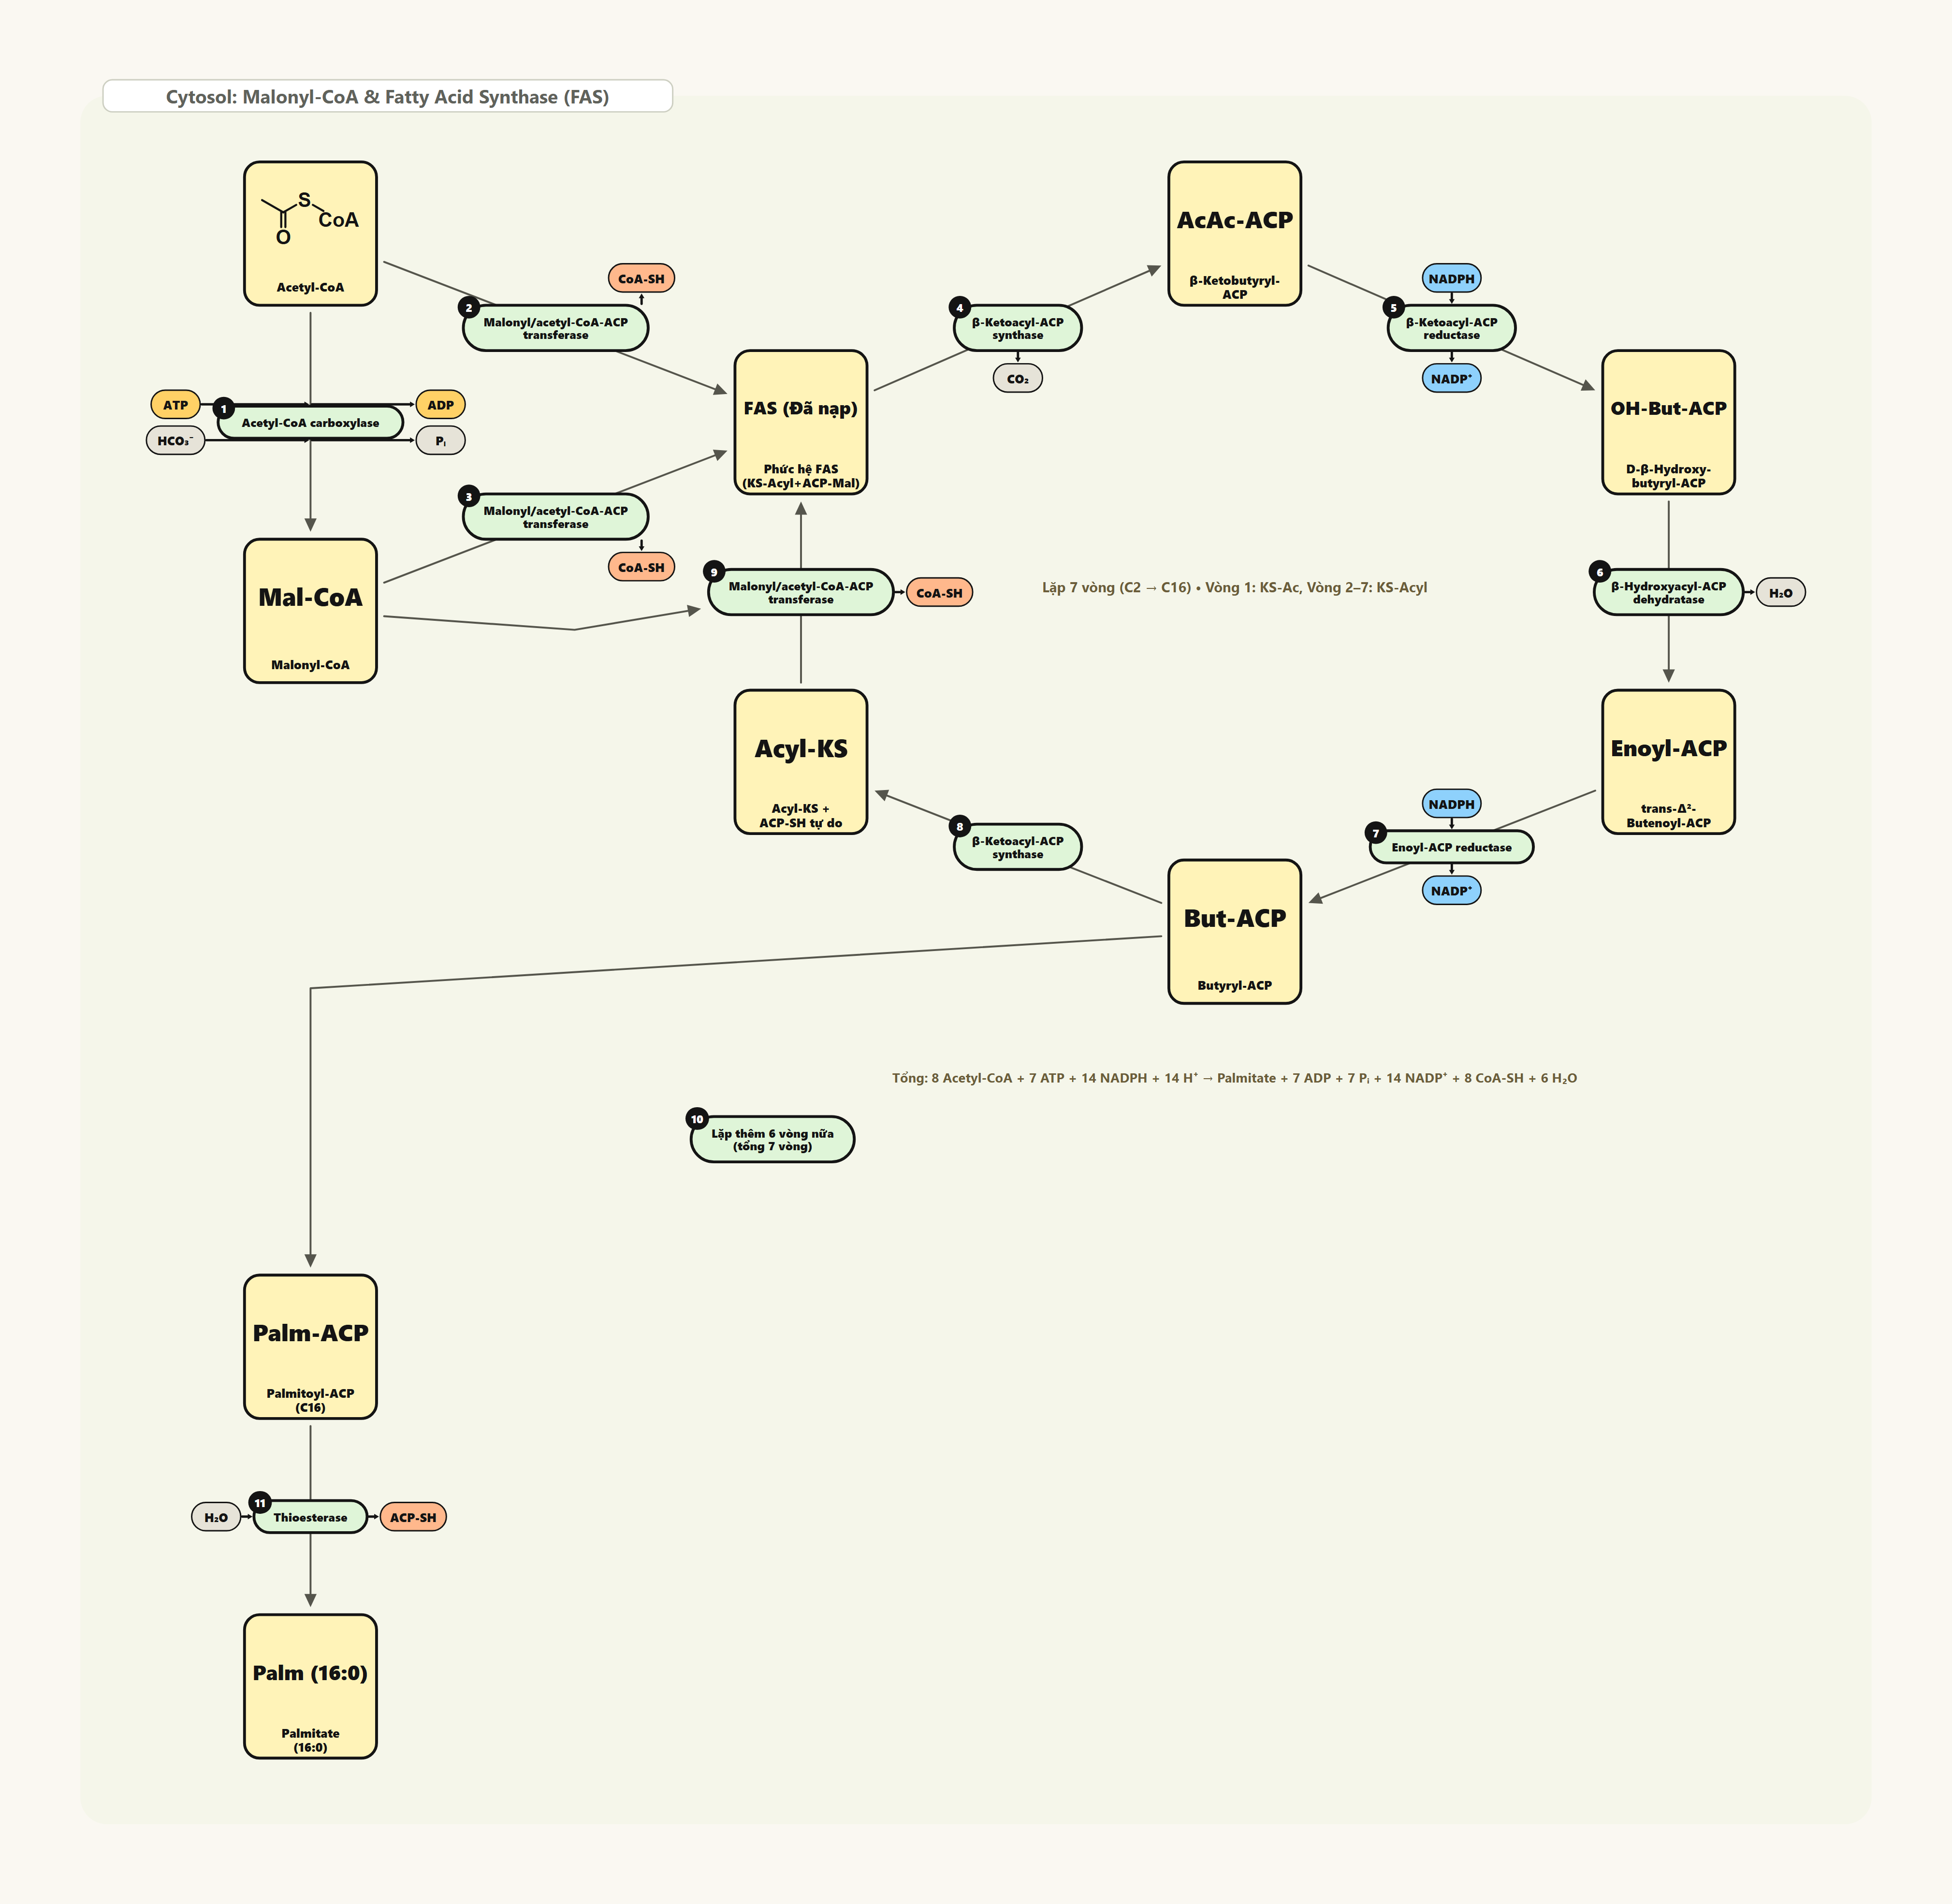 Cytosol: Malonyl-CoA & Fatty Acid Synthase (FAS)
S
CoA
O
Acetyl-CoA
AcAc-ACP
β-Ketobutyryl-
ACP
CoA-SH
2
Malonyl/acetyl-CoA-ACP
transferase
4
β-Ketoacyl-ACP
synthase
CO₂
NADPH
5
β-Ketoacyl-ACP
reductase
NADP⁺
ATP
ADP
1
Acetyl-CoA carboxylase
HCO₃⁻
Pᵢ
FAS (Đã nạp)
Phức hệ FAS
(KS-Acyl+ACP-Mal)
OH-But-ACP
D-β-Hydroxy-
butyryl-ACP
3
Malonyl/acetyl-CoA-ACP
transferase
CoA-SH
Mal-CoA
Malonyl-CoA
9
Malonyl/acetyl-CoA-ACP
transferase
CoA-SH
Lặp 7 vòng (C2 → C16) • Vòng 1: KS-Ac, Vòng 2–7: KS-Acyl
6
β-Hydroxyacyl-ACP
dehydratase
H₂O
Acyl-KS
Acyl-KS +
ACP-SH tự do
Enoyl-ACP
trans-Δ²-
Butenoyl-ACP
8
β-Ketoacyl-ACP
synthase
NADPH
7
Enoyl-ACP reductase
NADP⁺
But-ACP
Butyryl-ACP
Tổng: 8 Acetyl-CoA + 7 ATP + 14 NADPH + 14 H⁺ → Palmitate + 7 ADP + 7 Pᵢ + 14 NADP⁺ + 8 CoA-SH + 6 H₂O
10
Lặp thêm 6 vòng nữa
(tổng 7 vòng)
Palm-ACP
Palmitoyl-ACP
(C16)
11
H₂O
Thioesterase
ACP-SH
Palm (16:0)
Palmitate
(16:0)